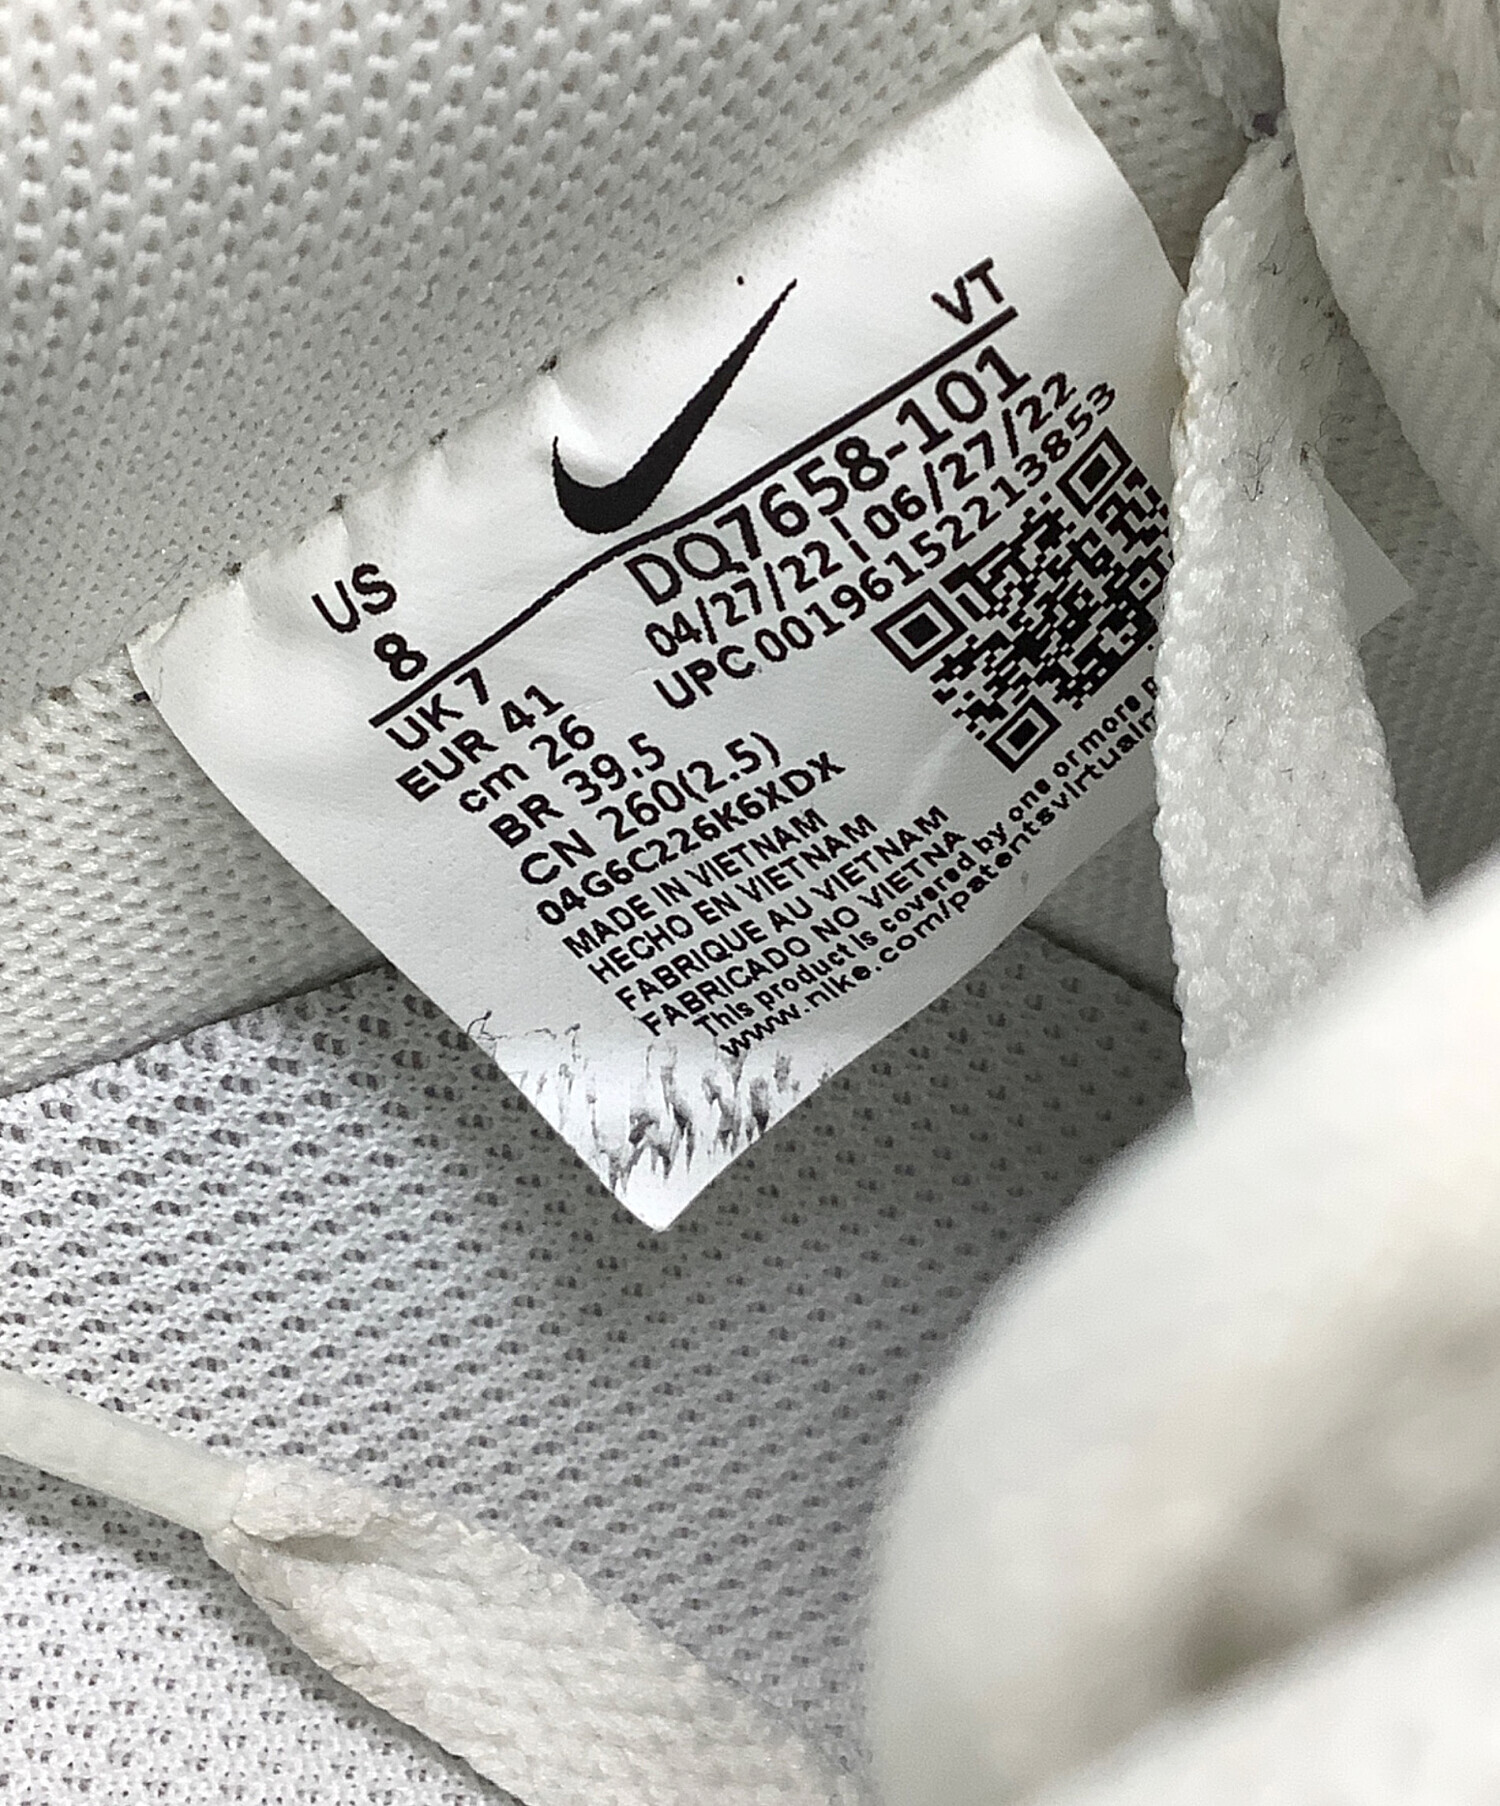 VT
US
8
DQ7658-101
04/27/22 | 06/27/22
UPC 00196152213853
UK 7
EUR 41
cm 26
BR 39.5
CN 260(2.5)
04G6C226K6XDX
MADE IN VIETNAM
HECHO EN VIETNAM
FABRIQUE AU VIETNAM
FABRICADO NO VIETNA
This product is covered by one or more
www.nike.com/patentsvirtual